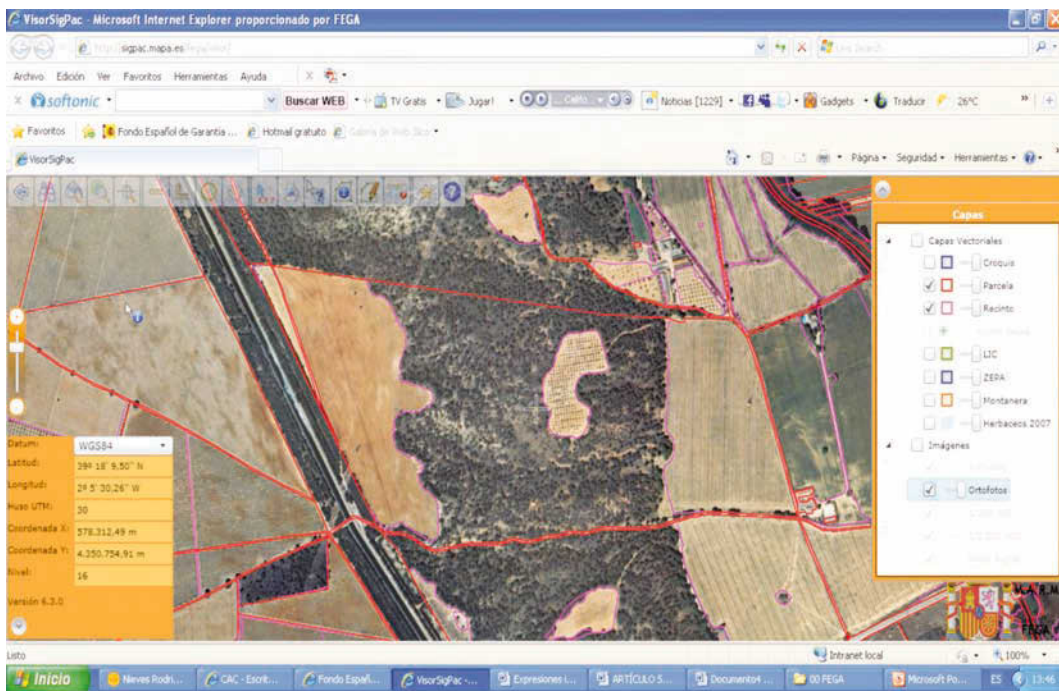 VisorSigPac - Microsoft Internet Explorer proporcionado por FEGA
sigpac.mapa.es/fega/visor/
Archivo Edición Ver Favoritos Herramientas Ayuda
softonic Buscar WEB TV Gratis Jugar! Noticias [1229] Gadgets Traducir 26ºC
Favoritos Fondo Español de Garantía ... Hotmail gratuito
VisorSigPac Página Seguridad Herramientas
Capas
Capas Vectoriales
Croquis
Parcela
Recinto
LIC
ZEPA
Montanera
Herbaceos 2007
Imágenes
Ortofotos
Datum: WGS84
Latitud: 39º 18' 9,50'' N
Longitud: 2º 5' 30,26'' W
Huso UTM: 30
Coordenada X: 578.312,49 m
Coordenada Y: 4.350.754,91 m
Nivel: 16
Versión 6.3.0
M.A.R.M
FEGA
Listo Intranet local 100%
Inicio Nieves Rodri... CAC - Escrit... Fondo Españ... VisorSigPac -... Expresiones i... ARTÍCULO S... Documento4 ... 00 FEGA Microsoft Po... ES 13:46